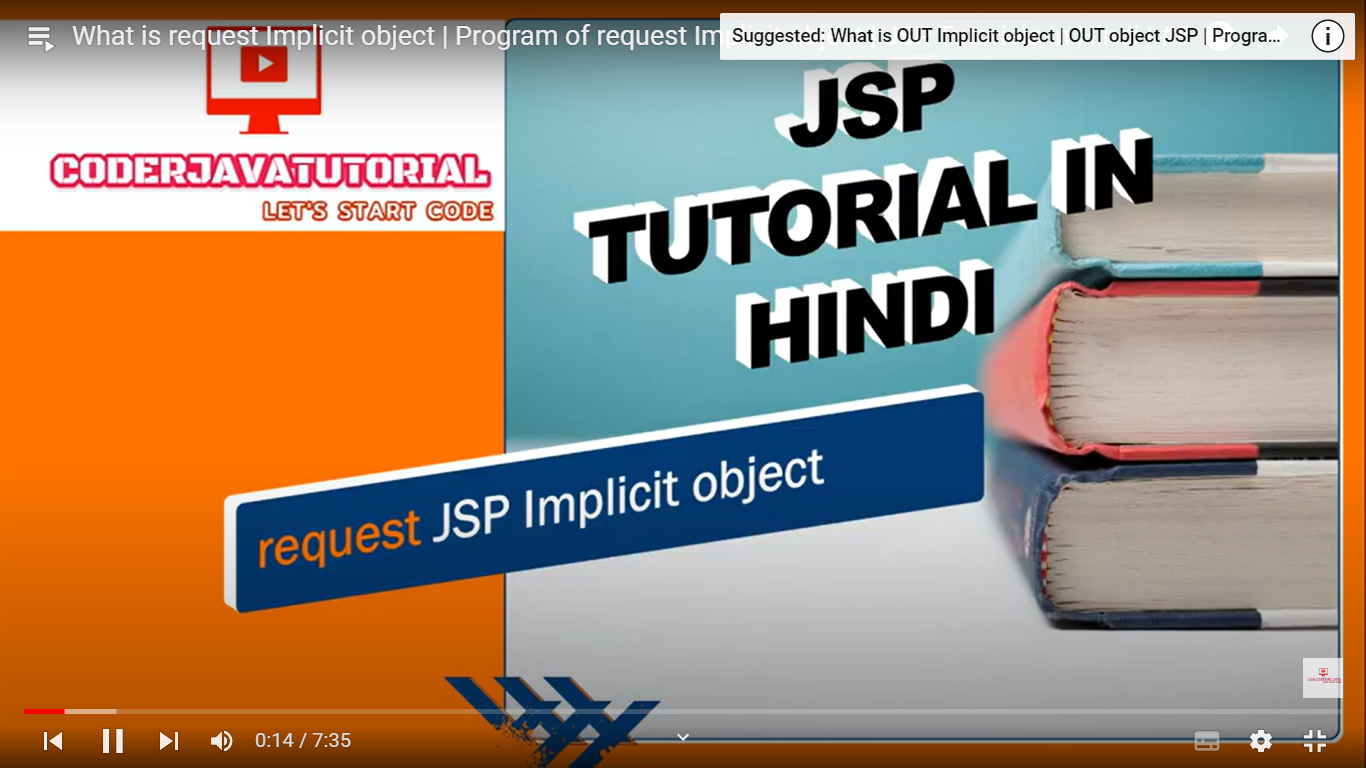 What is request Implicit object | Program of request Im
Suggested: What is OUT Implicit object | OUT object JSP | Progra...
CODERJAVATUTORIAL
LET'S START CODE
JSP
TUTORIAL IN
HINDI
request JSP Implicit object
0:14 / 7:35